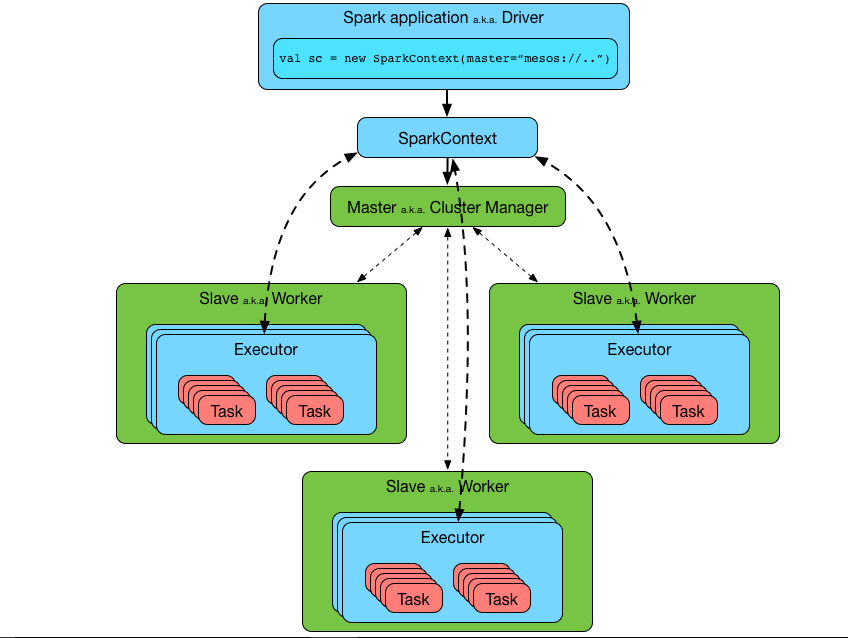 Spark application a.k.a. Driver
val sc = new SparkContext(master=“mesos://..”)
SparkContext
Master a.k.a. Cluster Manager
Slave a.k.a. Worker
Executor
Task
Task
Slave a.k.a. Worker
Executor
Task
Task
Slave a.k.a. Worker
Executor
Task
Task